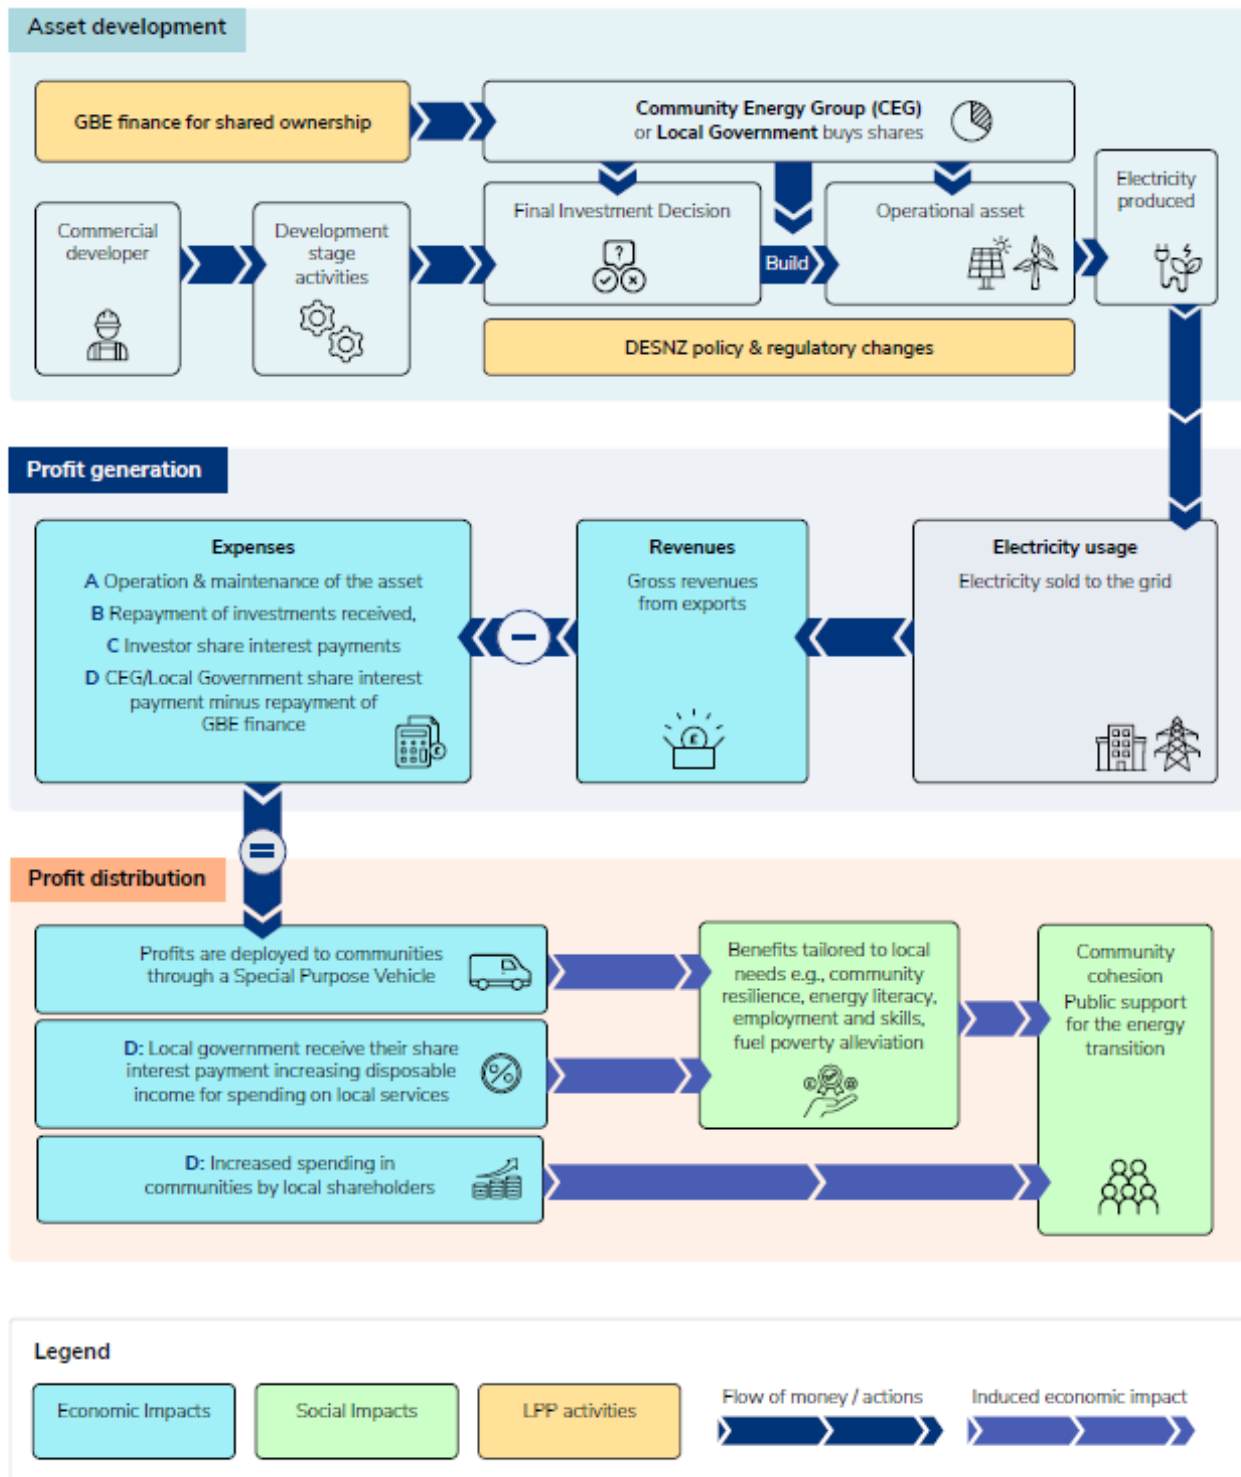 Asset development
GBE finance for shared ownership
Community Energy Group (CEG)
or Local Government buys shares
Commercial
developer
Development
stage
activities
Final Investment Decision
?
Build
Operational asset
Electricity
produced
DESNZ policy & regulatory changes
Profit generation
Expenses
A Operation & maintenance of the asset
B Repayment of investments received,
C Investor share interest payments
D CEG/Local Government share interest
payment minus repayment of
GBE finance
£
−
Revenues
Gross revenues
from exports
£
Electricity usage
Electricity sold to the grid
=
Profit distribution
Profits are deployed to communities
through a Special Purpose Vehicle
D: Local government receive their share
interest payment increasing disposable
income for spending on local services
%
D: Increased spending in
communities by local shareholders
Benefits tailored to local
needs e.g., community
resilience, energy literacy,
employment and skills,
fuel poverty alleviation
Community
cohesion
Public support
for the energy
transition
Legend
Economic Impacts
Social Impacts
LPP activities
Flow of money / actions
Induced economic impact